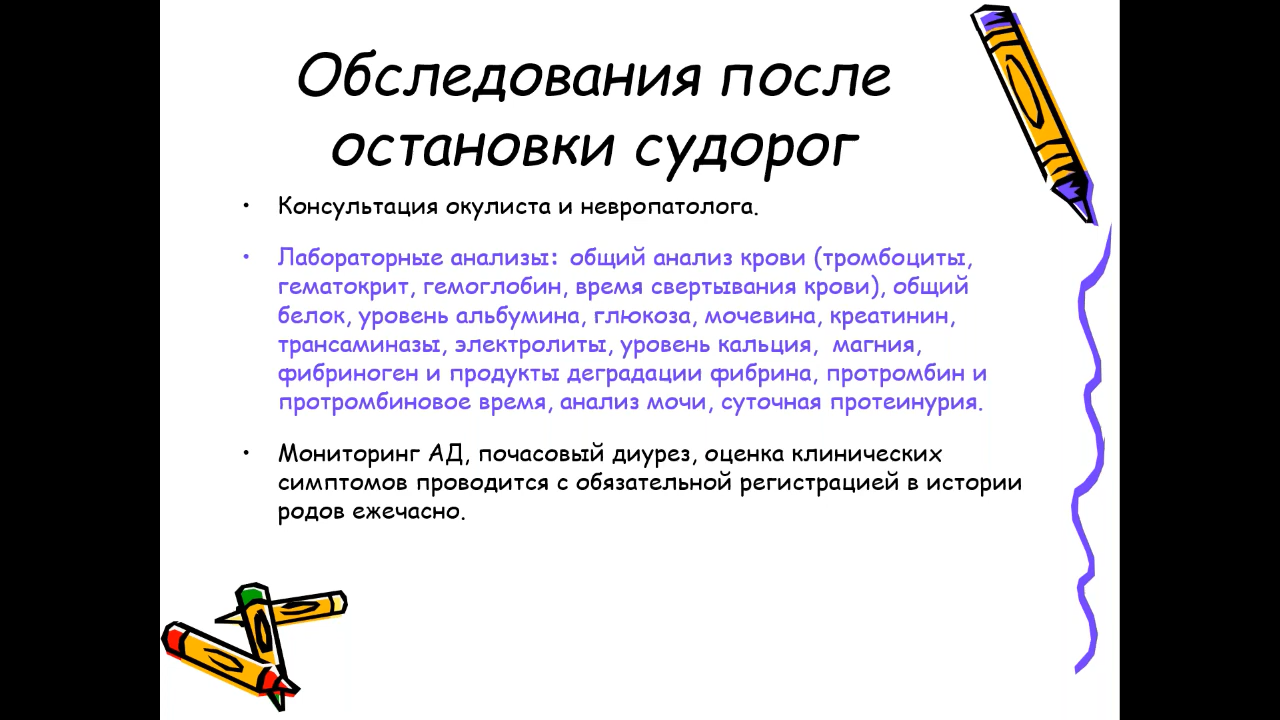 Обследования после
остановки судорог
• Консультация окулиста и невропатолога.
• Лабораторные анализы: общий анализ крови (тромбоциты,
гематокрит, гемоглобин, время свертывания крови), общий
белок, уровень альбумина, глюкоза, мочевина, креатинин,
трансаминазы, электролиты, уровень кальция, магния,
фибриноген и продукты деградации фибрина, протромбин и
протромбиновое время, анализ мочи, суточная протеинурия.
• Мониторинг АД, почасовый диурез, оценка клинических
симптомов проводится с обязательной регистрацией в истории
родов ежечасно.